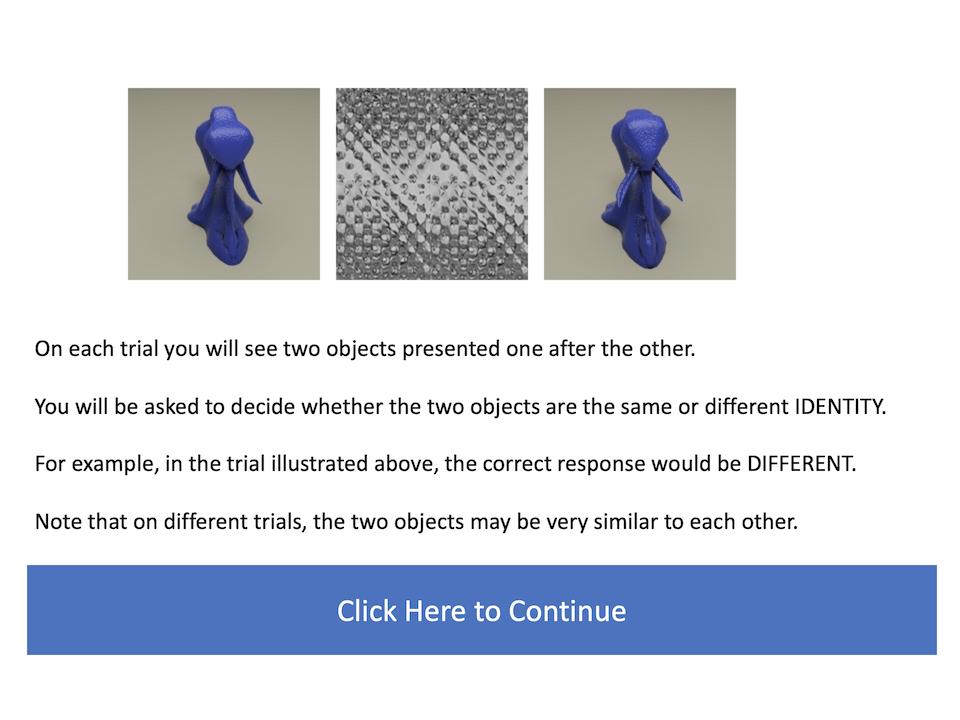 On each trial you will see two objects presented one after the other.
You will be asked to decide whether the two objects are the same or different IDENTITY.
For example, in the trial illustrated above, the correct response would be DIFFERENT.
Note that on different trials, the two objects may be very similar to each other.
Click Here to Continue